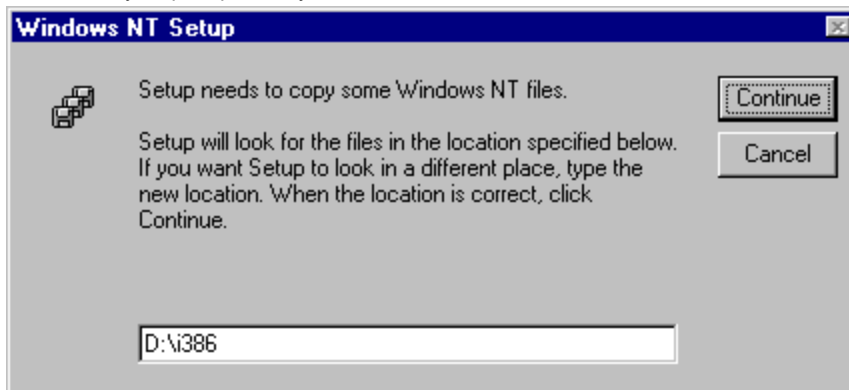 Windows NT Setup
Setup needs to copy some Windows NT files.
Continue
Setup will look for the files in the location specified below.
If you want Setup to look in a different place, type the
new location. When the location is correct, click
Continue.
Cancel
D:\i386